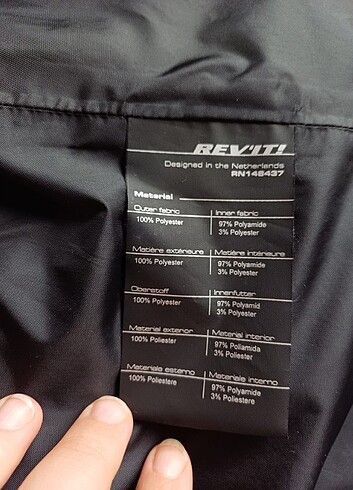 REV'IT!
Designed in the Netherlands
RN146437
Material
Outer fabric Inner fabric
100% Polyester 97% Polyamide
3% Polyester
Matière extérieure Matière intérieure
100% Polyester 97% Polyamide
3% Polyester
Oberstoff Innenfutter
100% Polyester 97% Polyamid
3% Polyester
Material exterior Material interior
100% Poliester 97% Poliamida
3% Poliester
Materiale esterno Materiale interno
100% Poliestere 97% Polyamide
3% Poliestere